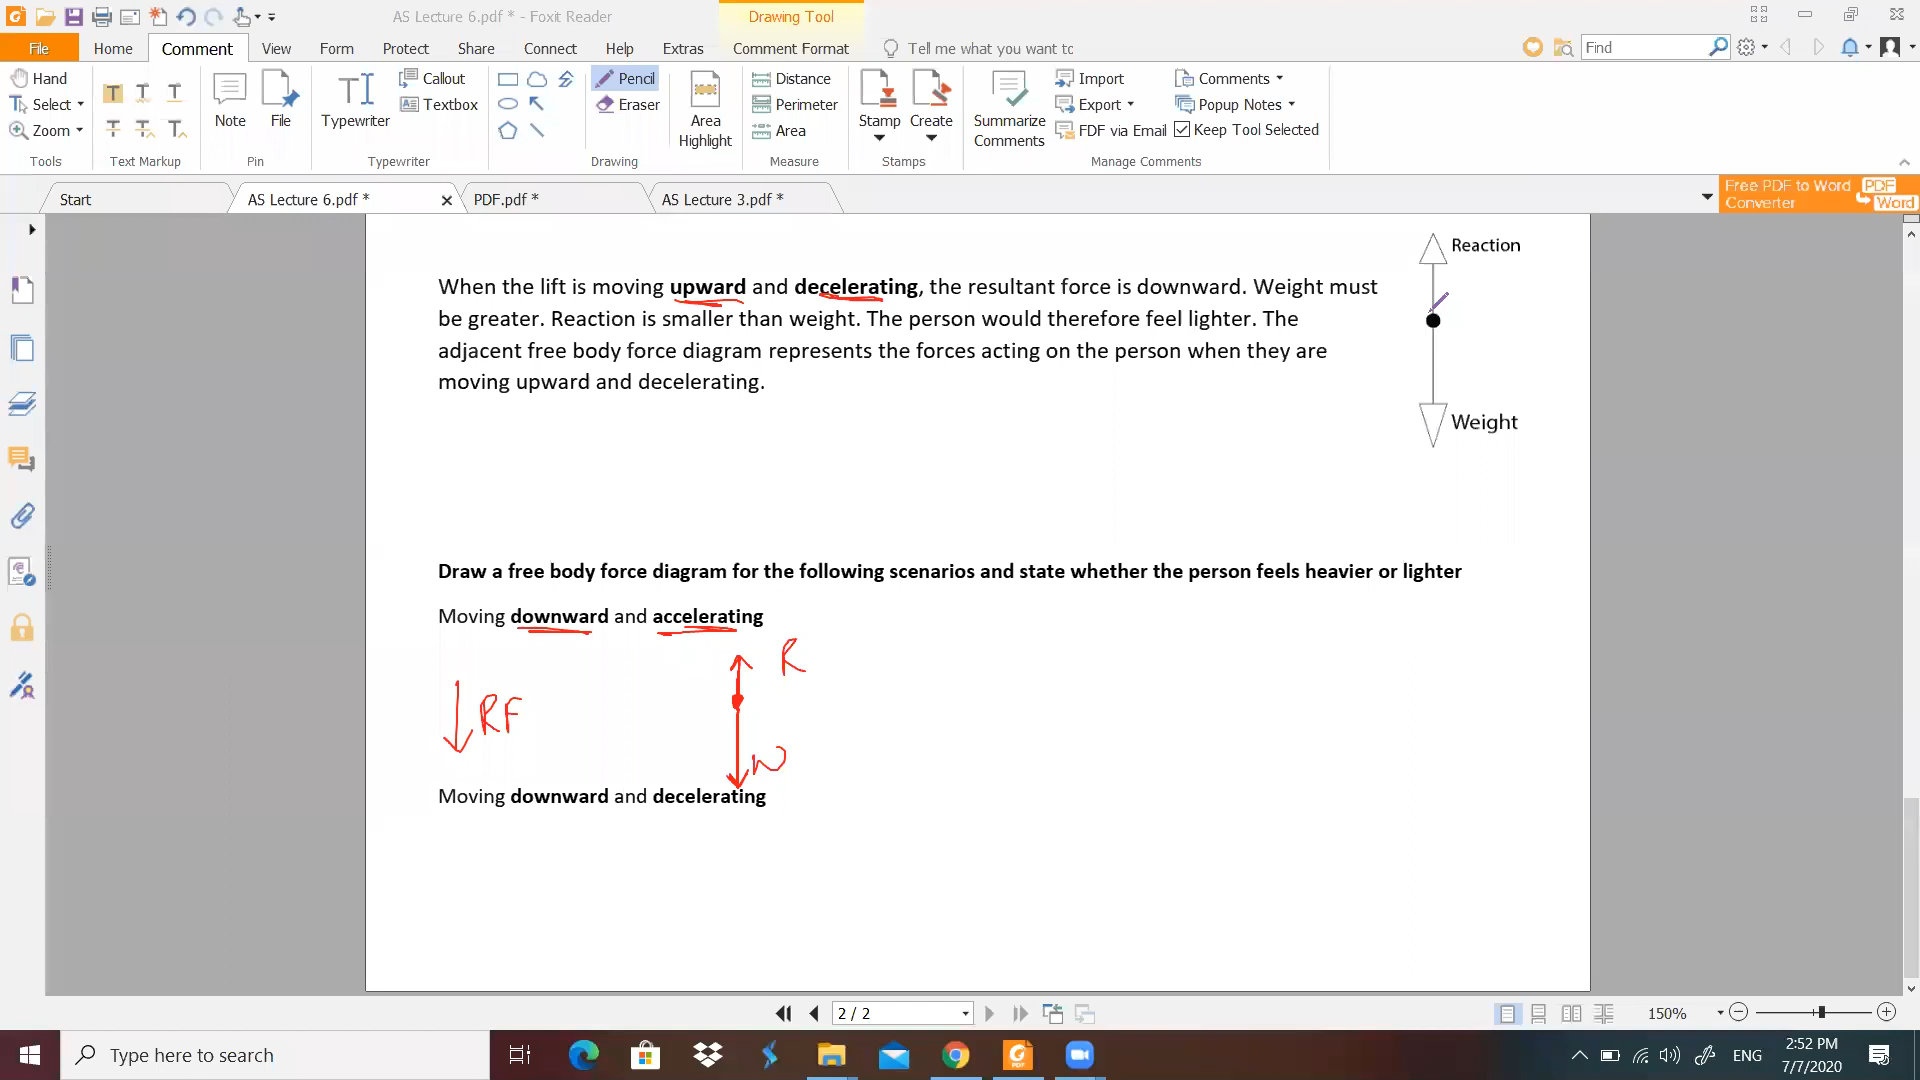 AS Lecture 6.pdf * - Foxit Reader
Drawing Tool
File Home Comment View Form Protect Share Connect Help Extras Comment Format Tell me what you want to Find
Hand
Select
Zoom
Tools
Text Markup
Note
File
Pin
Typewriter
Callout
Textbox
Typewriter
Pencil
Eraser
Drawing
Area
Highlight
Distance
Perimeter
Area
Measure
Stamp
Create
Stamps
Summarize
Comments
Import
Export
FDF via Email
Comments
Popup Notes
Keep Tool Selected
Manage Comments
Start AS Lecture 6.pdf * PDF.pdf * AS Lecture 3.pdf *
Free PDF to Word
Converter
PDF
Word
Reaction
When the lift is moving upward and decelerating, the resultant force is downward. Weight must
be greater. Reaction is smaller than weight. The person would therefore feel lighter. The
adjacent free body force diagram represents the forces acting on the person when they are
moving upward and decelerating.
Weight
Draw a free body force diagram for the following scenarios and state whether the person feels heavier or lighter
Moving downward and accelerating
R
RF
W
Moving downward and decelerating
2 / 2
150%
Type here to search
ENG
2:52 PM
7/7/2020